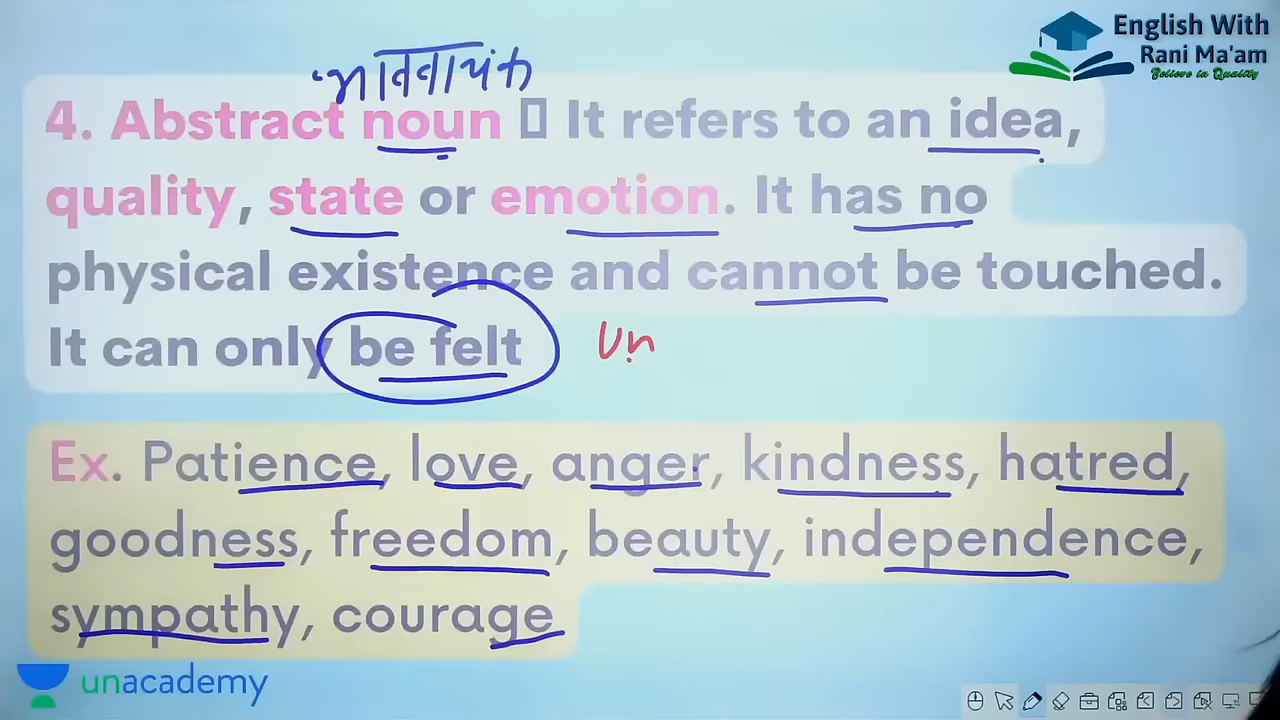 English With
Rani Ma'am
Believe in Quality
भाववाचक
4. Abstract noun ▯ It refers to an idea,
quality, state or emotion. It has no
physical existence and cannot be touched.
It can only be felt
Un
Ex. Patience, love, anger, kindness, hatred,
goodness, freedom, beauty, independence,
sympathy, courage
unacademy